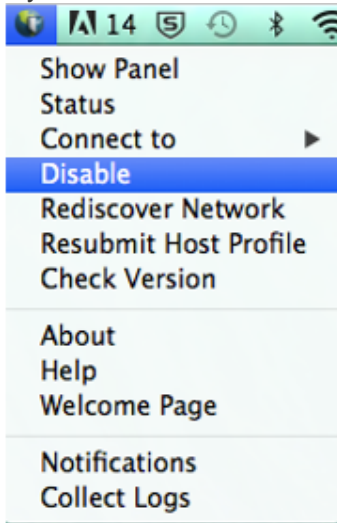 14
Show Panel
Status
Connect to
Disable
Rediscover Network
Resubmit Host Profile
Check Version
About
Help
Welcome Page
Notifications
Collect Logs